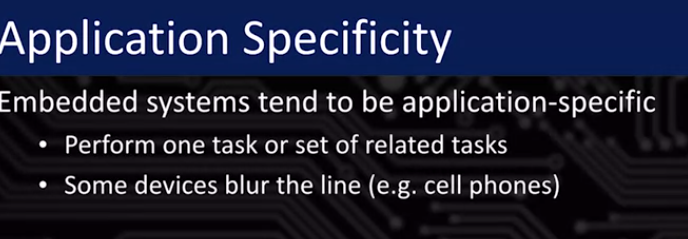 Application Specificity
Embedded systems tend to be application-specific
• Perform one task or set of related tasks
• Some devices blur the line (e.g. cell phones)